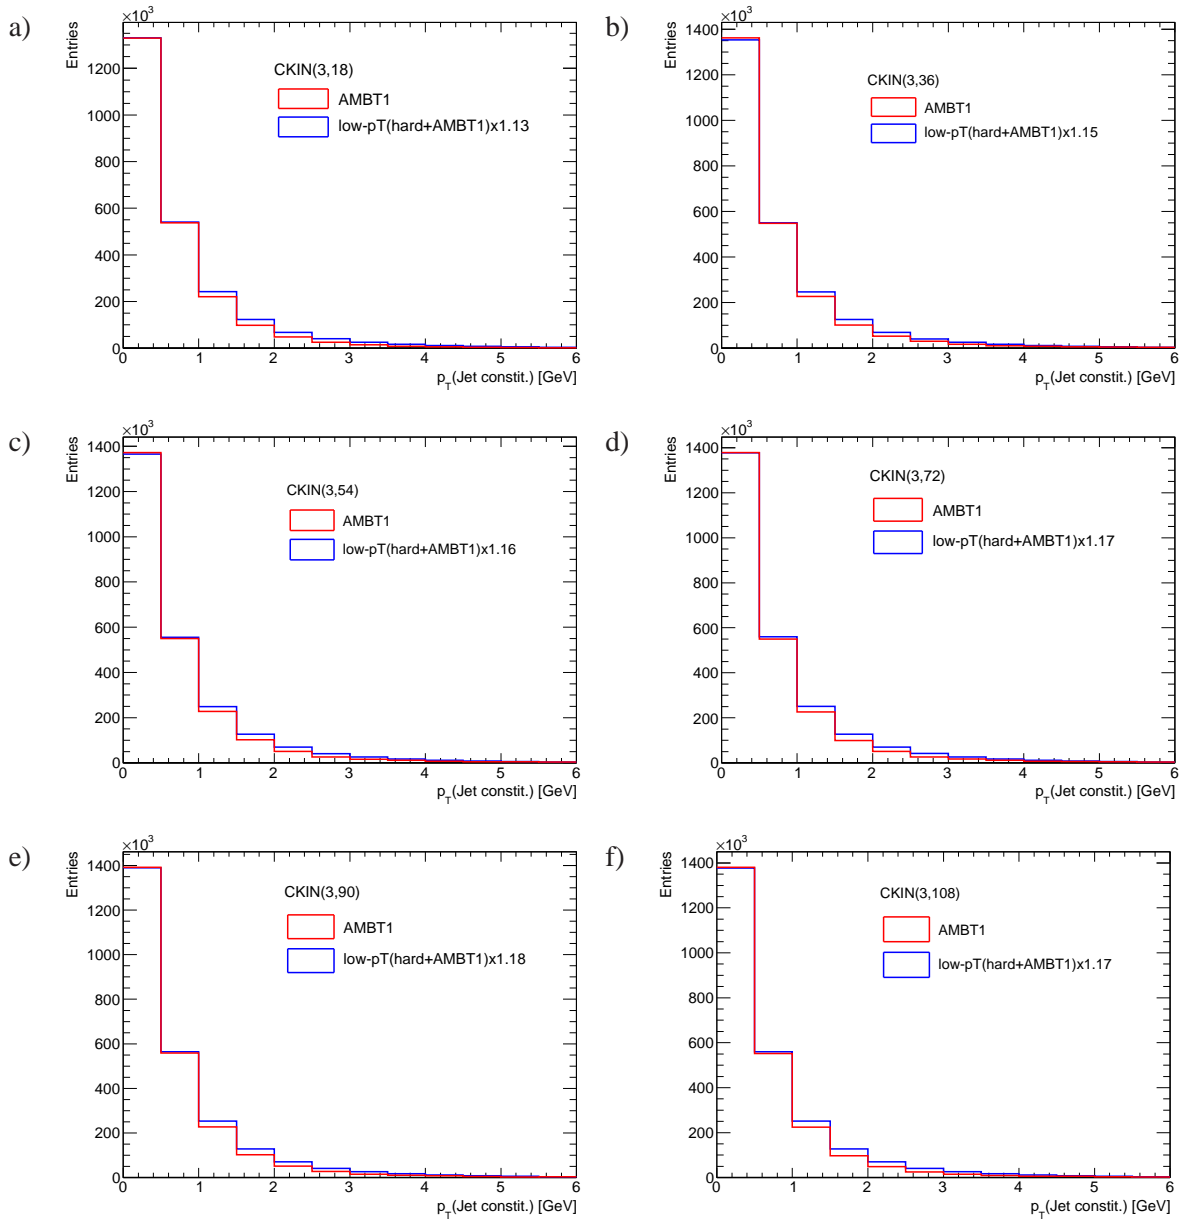 a)
×10³
Entries
1200
1000
800
600
400
200
0
CKIN(3,18)
AMBT1
low-pT(hard+AMBT1)x1.13
0 1 2 3 4 5 6
p_T(Jet constit.) [GeV]
b)
×10³
Entries
1400
1200
1000
800
600
400
200
0
CKIN(3,36)
AMBT1
low-pT(hard+AMBT1)x1.15
0 1 2 3 4 5 6
p_T(Jet constit.) [GeV]
c)
×10³
Entries
1400
1200
1000
800
600
400
200
0
CKIN(3,54)
AMBT1
low-pT(hard+AMBT1)x1.16
0 1 2 3 4 5 6
p_T(Jet constit.) [GeV]
d)
×10³
Entries
1400
1200
1000
800
600
400
200
0
CKIN(3,72)
AMBT1
low-pT(hard+AMBT1)x1.17
0 1 2 3 4 5 6
p_T(Jet constit.) [GeV]
e)
×10³
Entries
1400
1200
1000
800
600
400
200
0
CKIN(3,90)
AMBT1
low-pT(hard+AMBT1)x1.18
0 1 2 3 4 5 6
p_T(Jet constit.) [GeV]
f)
×10³
Entries
1400
1200
1000
800
600
400
200
0
CKIN(3,108)
AMBT1
low-pT(hard+AMBT1)x1.17
0 1 2 3 4 5 6
p_T(Jet constit.) [GeV]